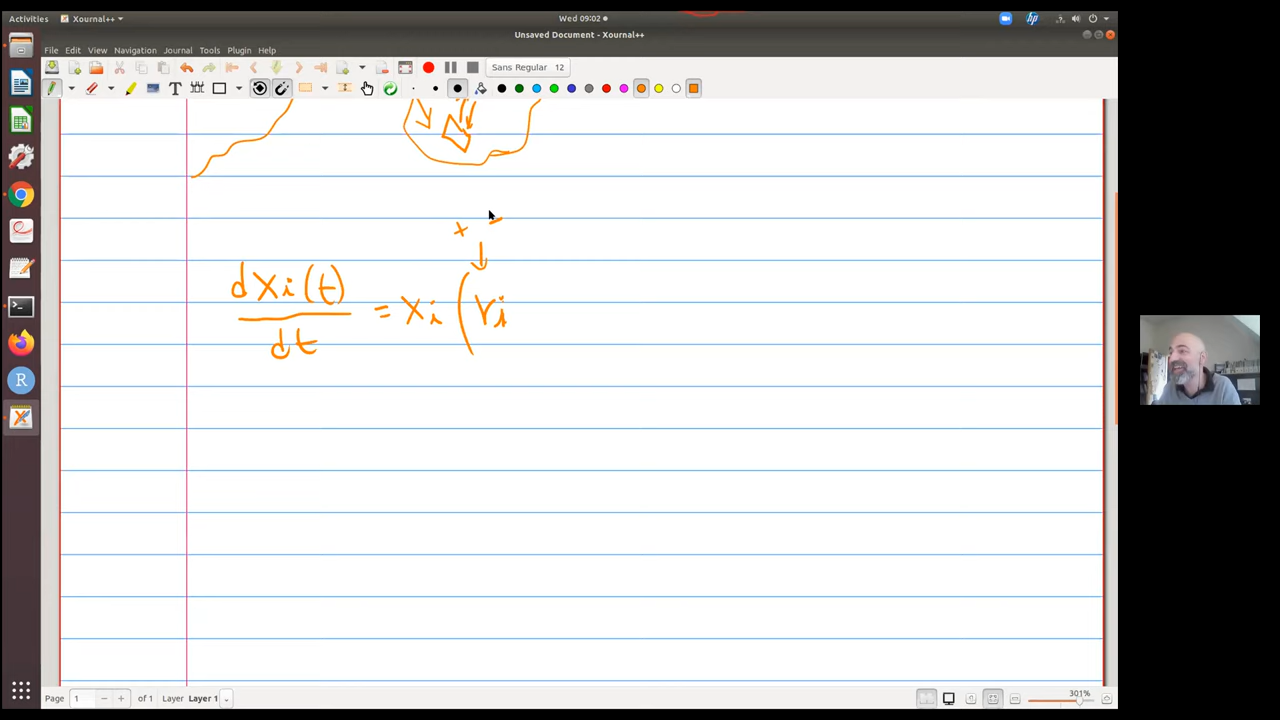 Activities Xournal++ Wed 09:02
Unsaved Document - Xournal++
File Edit View Navigation Journal Tools Plugin Help
Sans Regular 12
+ -
dXi(t)
dt
= Xi ( ri
Page 1 of 1 Layer Layer 1
301%